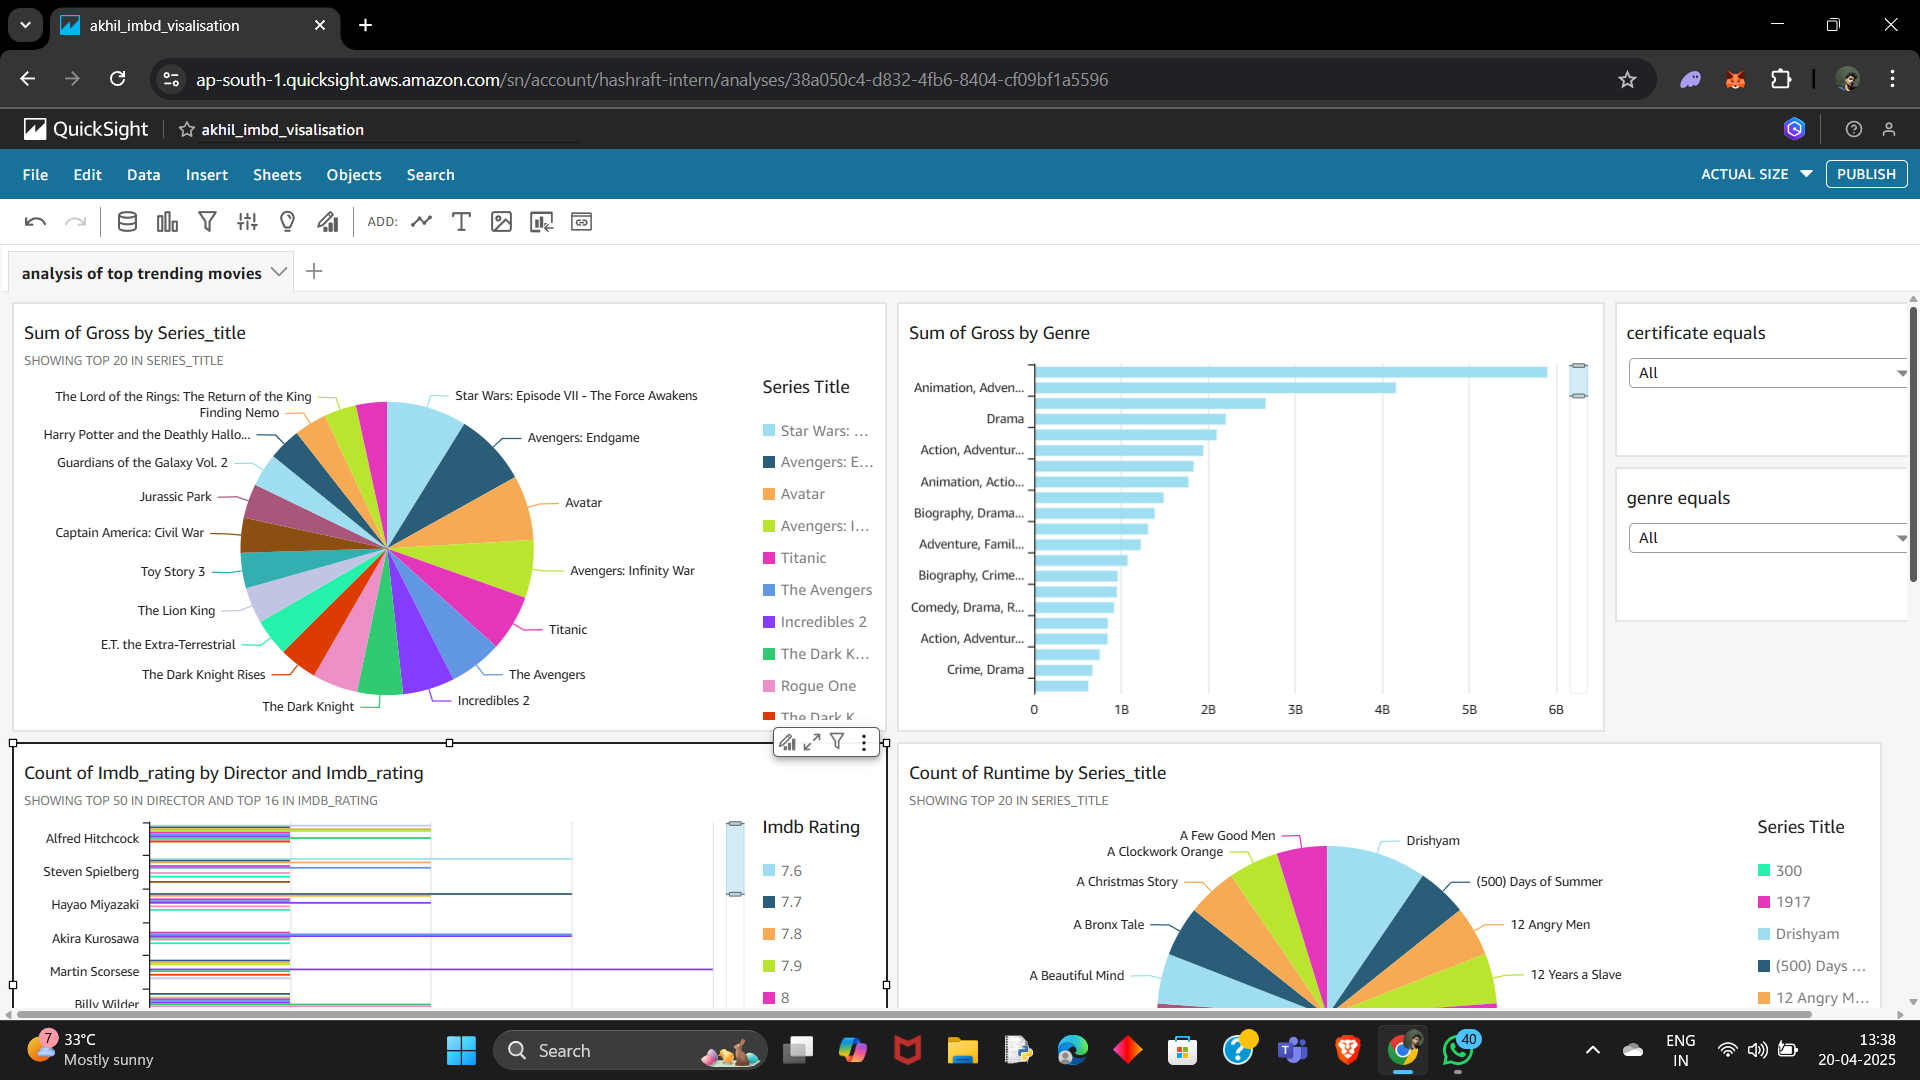 akhil_imbd_visalisation
ap-south-1.quicksight.aws.amazon.com/sn/account/hashraft-intern/analyses/38a050c4-d832-4fb6-8404-cf09bf1a5596
QuickSight
akhil_imbd_visalisation
File Edit Data Insert Sheets Objects Search
ACTUAL SIZE
PUBLISH
ADD:
analysis of top trending movies
Sum of Gross by Series_title
SHOWING TOP 20 IN SERIES_TITLE
The Lord of the Rings: The Return of the King
Finding Nemo
Harry Potter and the Deathly Hallo...
Guardians of the Galaxy Vol. 2
Jurassic Park
Captain America: Civil War
Toy Story 3
The Lion King
E.T. the Extra-Terrestrial
The Dark Knight Rises
The Dark Knight
Star Wars: Episode VII - The Force Awakens
Avengers: Endgame
Avatar
Avengers: Infinity War
Titanic
The Avengers
Incredibles 2
Series Title
Star Wars: ...
Avengers: E...
Avatar
Avengers: I...
Titanic
The Avengers
Incredibles 2
The Dark K...
Rogue One
The Dark K
Sum of Gross by Genre
Animation, Adven...
Drama
Action, Adventur...
Animation, Actio...
Biography, Drama...
Adventure, Famil...
Biography, Crime...
Comedy, Drama, R...
Action, Adventur...
Crime, Drama
0 1B 2B 3B 4B 5B 6B
certificate equals
All
genre equals
All
Count of Imdb_rating by Director and Imdb_rating
SHOWING TOP 50 IN DIRECTOR AND TOP 16 IN IMDB_RATING
Alfred Hitchcock
Steven Spielberg
Hayao Miyazaki
Akira Kurosawa
Martin Scorsese
Billy Wilder
Imdb Rating
7.6
7.7
7.8
7.9
8
Count of Runtime by Series_title
SHOWING TOP 20 IN SERIES_TITLE
A Few Good Men
A Clockwork Orange
A Christmas Story
A Bronx Tale
A Beautiful Mind
Drishyam
(500) Days of Summer
12 Angry Men
12 Years a Slave
Series Title
300
1917
Drishyam
(500) Days ...
12 Angry M...
7
33°C
Mostly sunny
Search
40
ENG
IN
13:38
20-04-2025